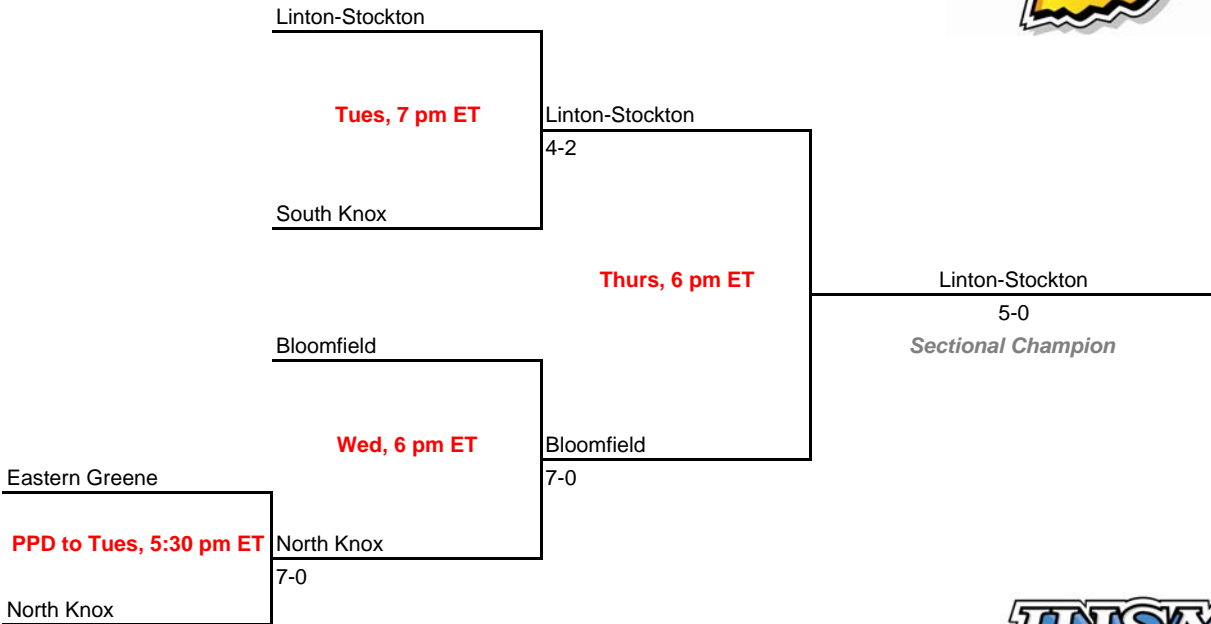 Linton-Stockton
Tues, 7 pm ET
Linton-Stockton
4-2
South Knox
Thurs, 6 pm ET
Linton-Stockton
5-0
Bloomfield
Sectional Champion
Wed, 6 pm ET
Bloomfield
Eastern Greene
7-0
PPD to Tues, 5:30 pm ET
North Knox
7-0
North Knox